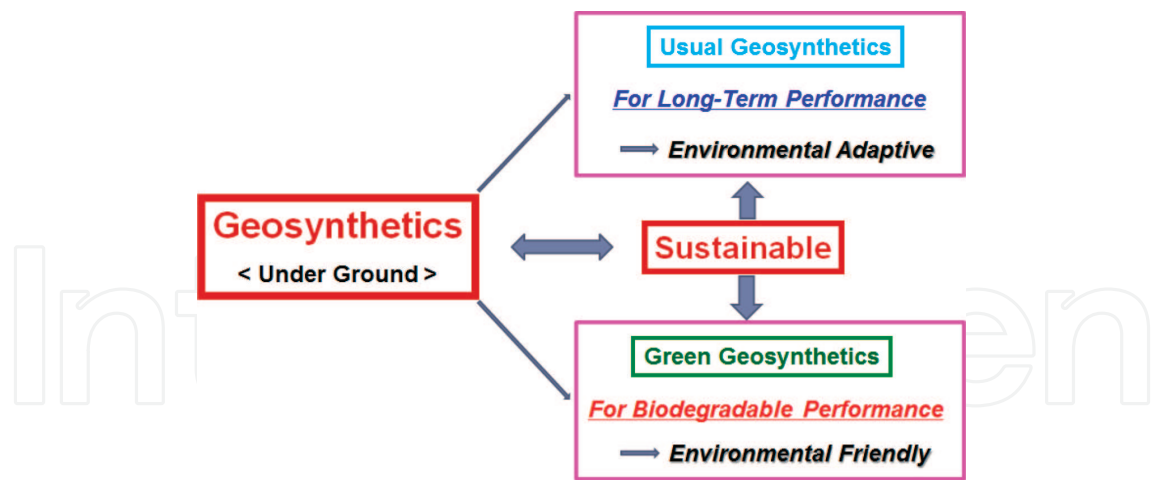 Usual Geosynthetics
For Long-Term Performance
Environmental Adaptive
Geosynthetics
< Under Ground >
Sustainable
Green Geosynthetics
For Biodegradable Performance
Environmental Friendly